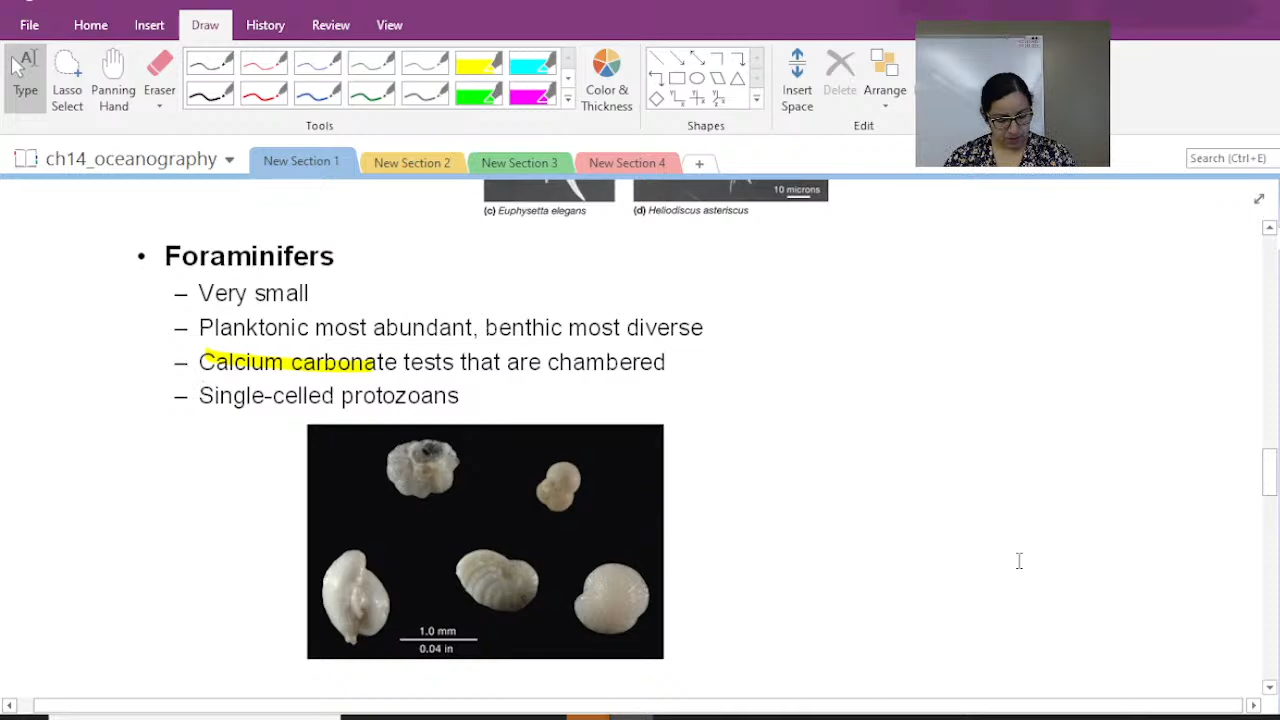 File Home Insert Draw History Review View
Type
Lasso Select
Panning Hand
Eraser
Color & Thickness
Insert Space
Delete
Arrange
Tools
Shapes
Edit
ch14_oceanography
New Section 1
New Section 2
New Section 3
New Section 4
+
Search (Ctrl+E)
10 microns
(c) Euphysetta elegans
(d) Heliodiscus asteriscus
• Foraminifers
– Very small
– Planktonic most abundant, benthic most diverse
– Calcium carbonate tests that are chambered
– Single-celled protozoans
1.0 mm
0.04 in